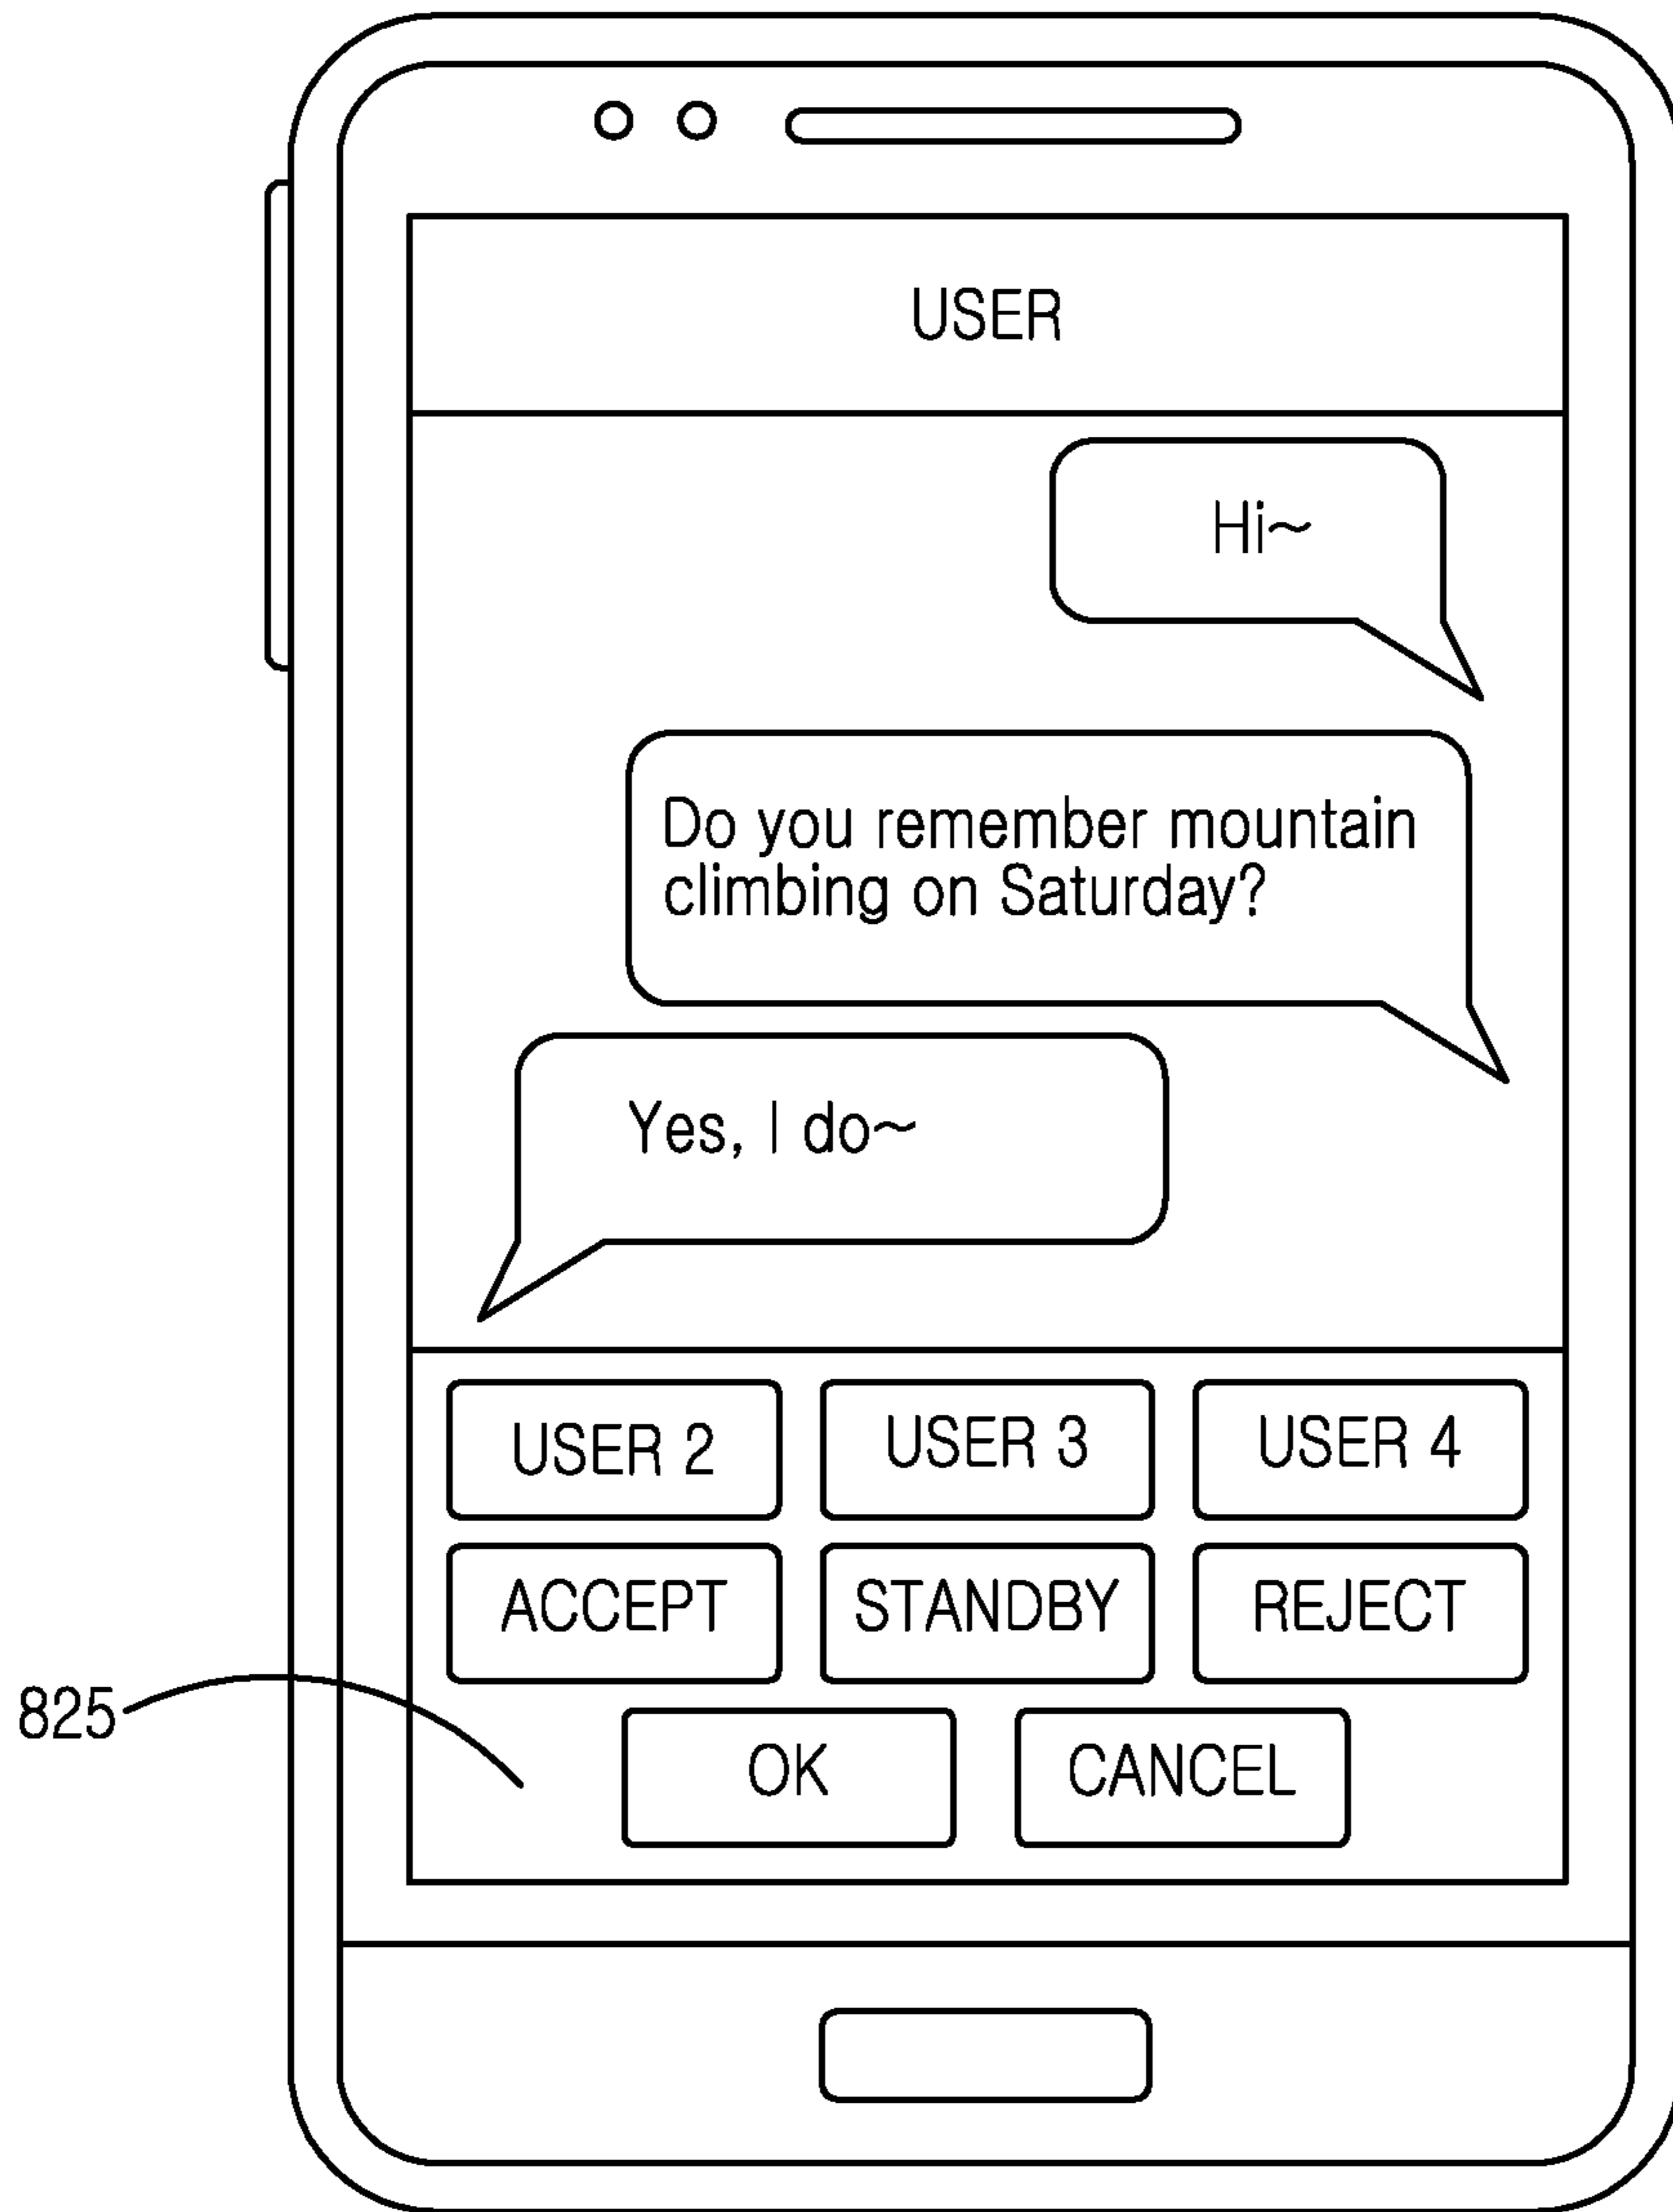 USER
Hi~
Do you remember mountain
climbing on Saturday?
Yes, I do~
USER 2
USER 3
USER 4
ACCEPT
STANDBY
REJECT
825
OK
CANCEL